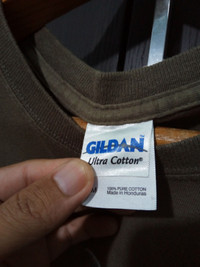 GILDAN
Ultra Cotton®
100% PURE COTTON
Made in Honduras